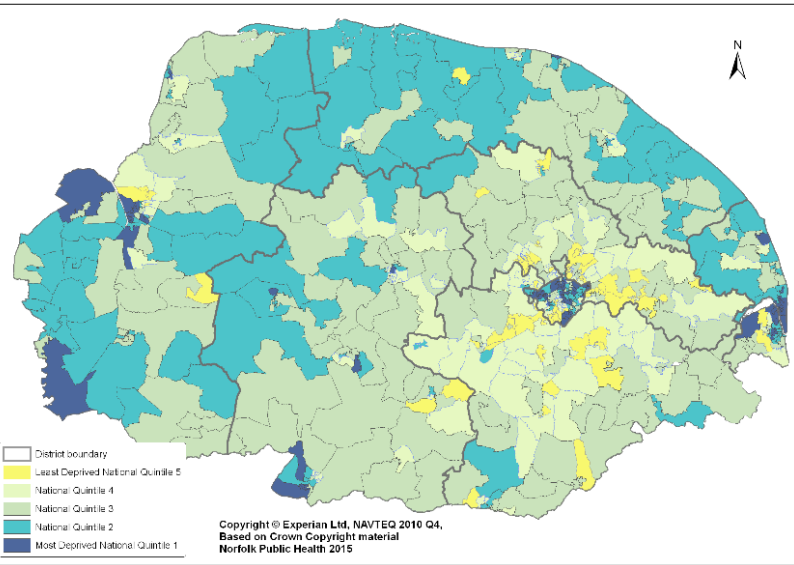 N
District boundary
Least Deprived National Quintile 5
National Quintile 4
National Quintile 3
National Quintile 2
Most Deprived National Quintile 1
Copyright © Experian Ltd, NAVTEQ 2010 Q4,
Based on Crown Copyright material
Norfolk Public Health 2015